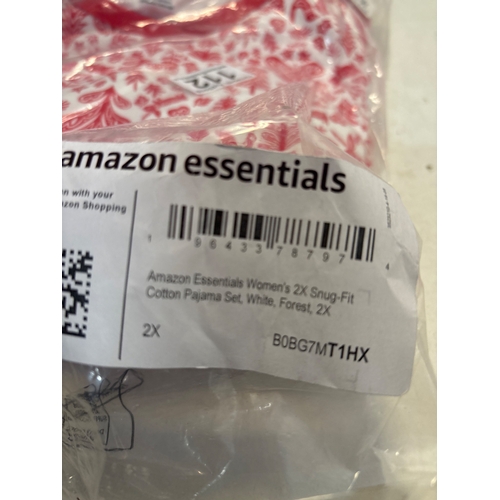 112
amazon essentials
n with your
zon Shopping
1 96433 78797 4
Amazon Essentials Women's 2X Snug-Fit
Cotton Pajama Set, White, Forest, 2X
2X
B0BG7MT1HX